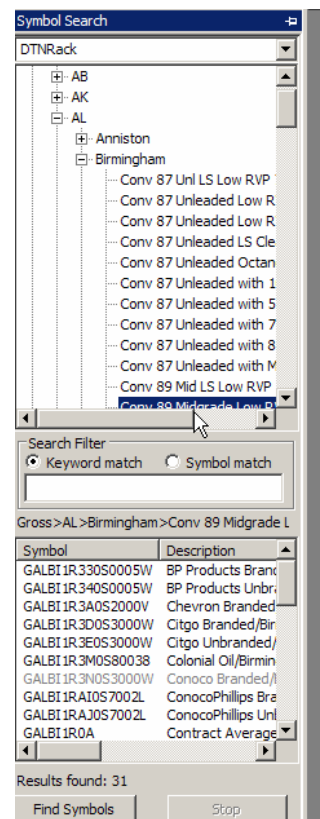 Symbol Search
DTNRack
AB
AK
AL
Anniston
Birmingham
Conv 87 Unl LS Low RVP
Conv 87 Unleaded Low R
Conv 87 Unleaded Low R
Conv 87 Unleaded LS Cle
Conv 87 Unleaded Octan
Conv 87 Unleaded with 1
Conv 87 Unleaded with 5
Conv 87 Unleaded with 7
Conv 87 Unleaded with 8
Conv 87 Unleaded with M
Conv 89 Mid LS Low RVP
Conv 89 Midgrade Low R
Search Filter
Keyword match Symbol match
Gross>AL>Birmingham>Conv 89 Midgrade L
Symbol Description
GALBI1R330S0005W BP Products Branc
GALBI1R340S0005W BP Products Unbra
GALBI1R3A0S2000V Chevron Branded
GALBI1R3D0S3000W Citgo Branded/Bir
GALBI1R3E0S3000W Citgo Unbranded/
GALBI1R3M0S80038 Colonial Oil/Birmin
GALBI1R3N0S3000W Conoco Branded/
GALBI1RAI0S7002L ConocoPhillips Bra
GALBI1RAJ0S7002L ConocoPhillips Unl
GALBI1R0A Contract Average
Results found: 31
Find Symbols Stop